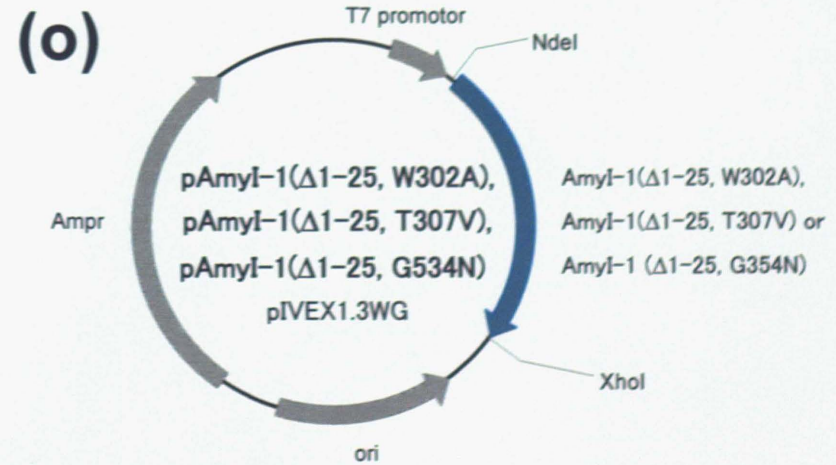 (o)
T7 promotor
NdeI
pAmyI-1(Δ1-25, W302A),
pAmyI-1(Δ1-25, T307V),
pAmyI-1(Δ1-25, G534N)
pIVEX1.3WG
AmyI-1(Δ1-25, W302A),
AmyI-1(Δ1-25, T307V) or
AmyI-1 (Δ1-25, G354N)
Ampr
XhoI
ori